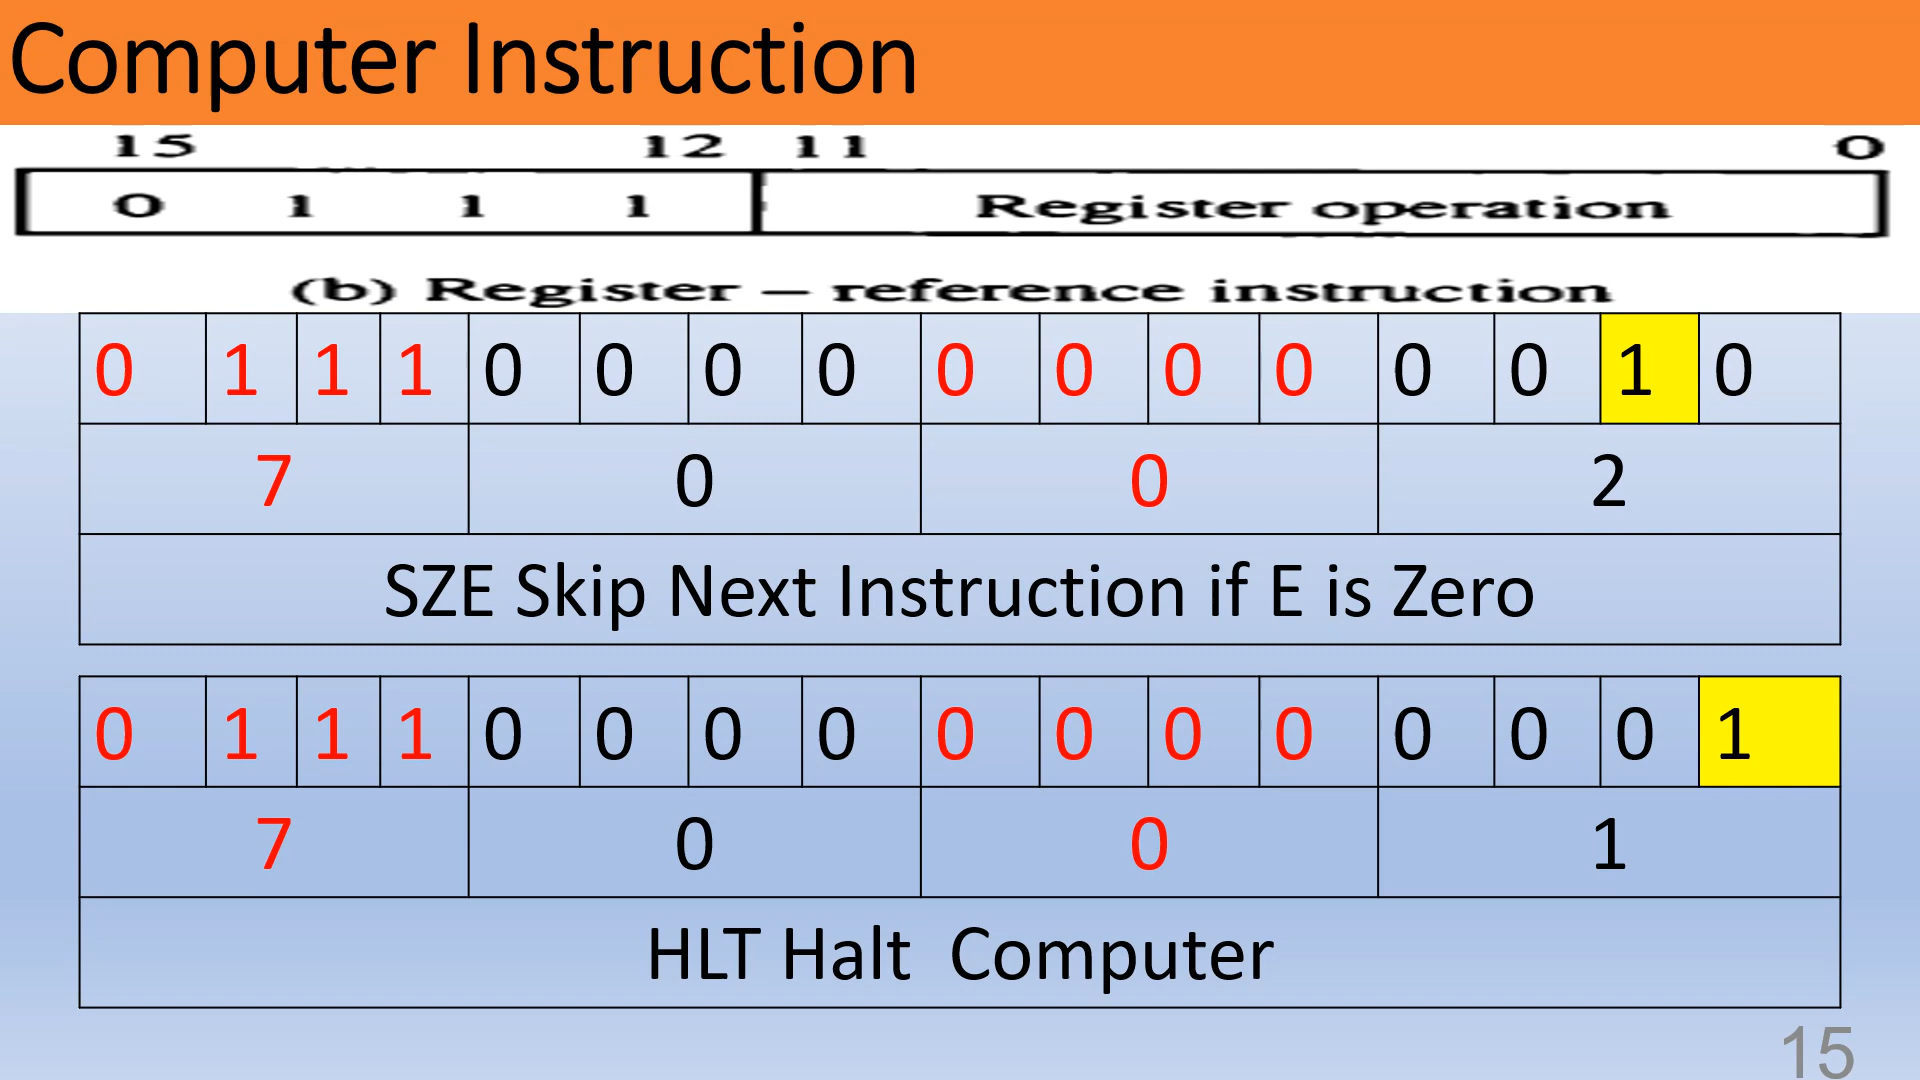 Computer Instruction
15 12 11 0
0 1 1 1 Register operation
(b) Register – reference instruction
0 1 1 1 0 0 0 0 0 0 0 0 0 0 1 0
7 0 0 2
SZE Skip Next Instruction if E is Zero
0 1 1 1 0 0 0 0 0 0 0 0 0 0 0 1
7 0 0 1
HLT Halt  Computer
15